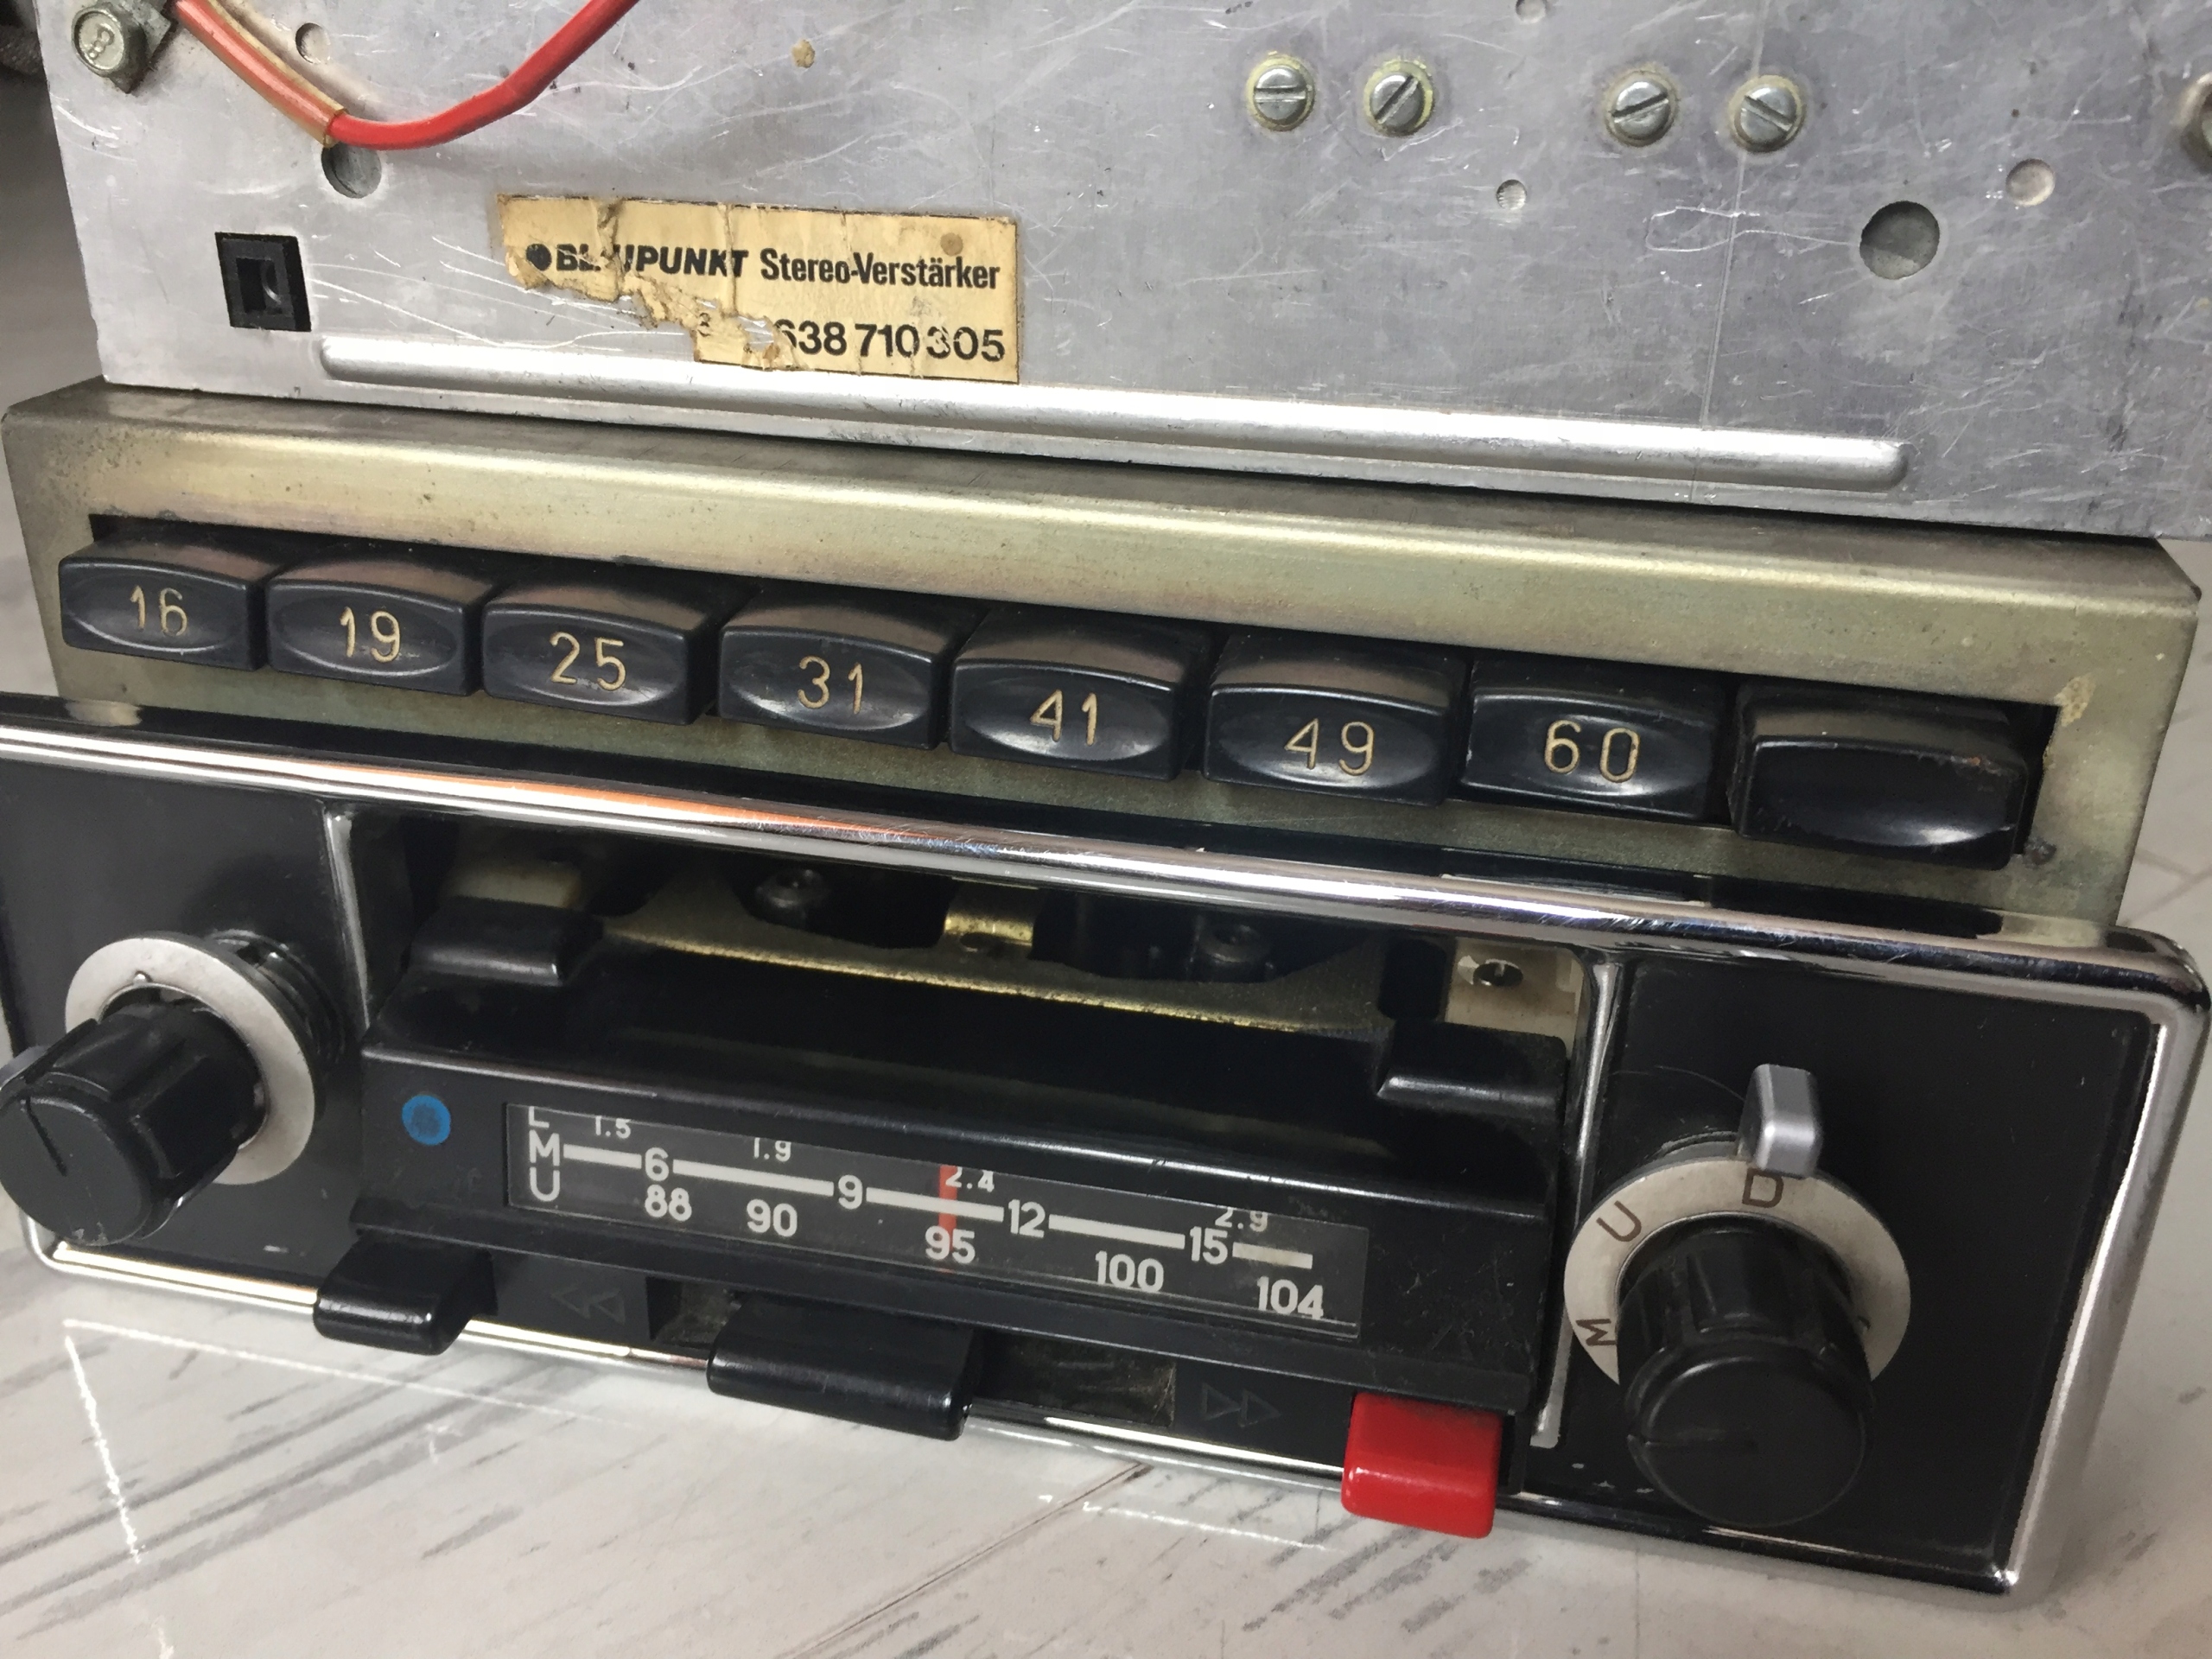 BLAUPUNKT Stereo-Verstärker
638 710 305
16 19 25 31 41 49 60
L 1.5 1.9 2.4 2.9
M 6 9 12 15
U 88 90 95 100 104
M U D